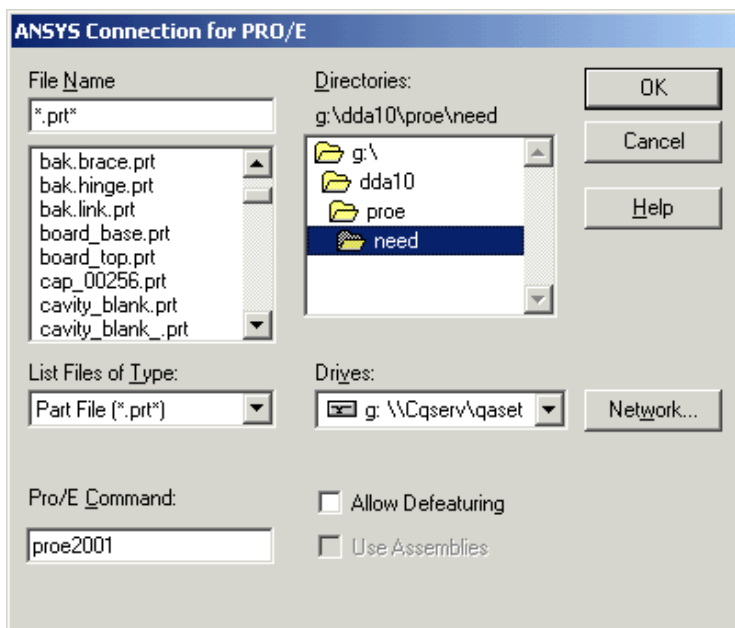 ANSYS Connection for PRO/E
File Name
*.prt*
bak.brace.prt
bak.hinge.prt
bak.link.prt
board_base.prt
board_top.prt
cap_00256.prt
cavity_blank.prt
cavity_blank_.prt
Directories:
g:\dda10\proe\need
g:\
dda10
proe
need
OK
Cancel
Help
List Files of Type:
Part File (*.prt*)
Drives:
g: \\Cqserv\qaset
Network...
Pro/E Command:
proe2001
Allow Defeaturing
Use Assemblies